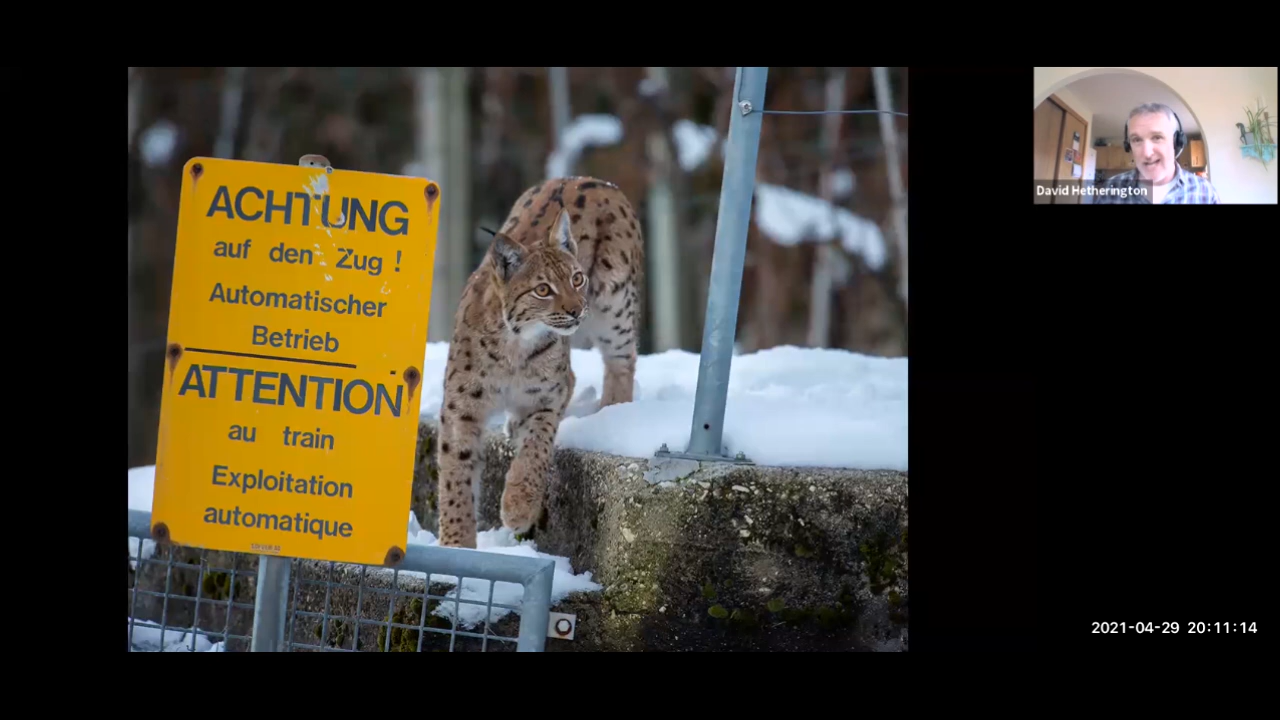 ACHTUNG
auf den Zug !
Automatischer
Betrieb
ATTENTION
au train
Exploitation
automatique
David Hetherington
2021-04-29 20:11:14